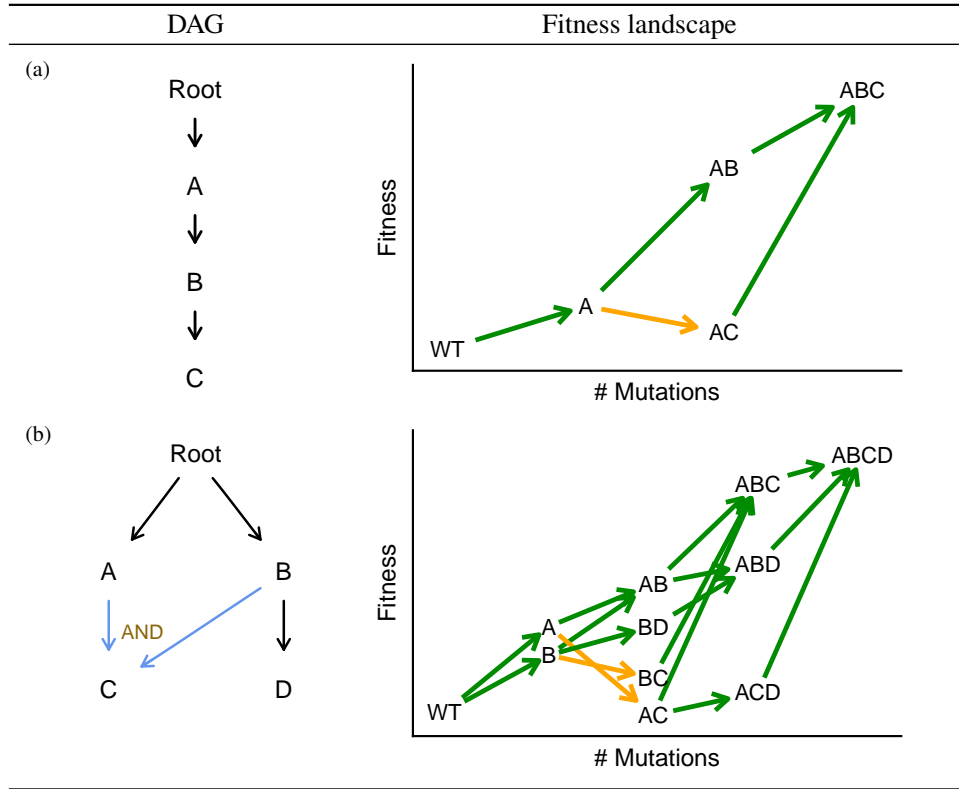 DAG Fitness landscape
(a)
Root
A
B
C
Fitness
WT
A
AB
AC
ABC
# Mutations
(b)
Root
A B
AND
C D
Fitness
WT
A
B
AB
BD
BC
AC
ABC
ABD
ACD
ABCD
# Mutations